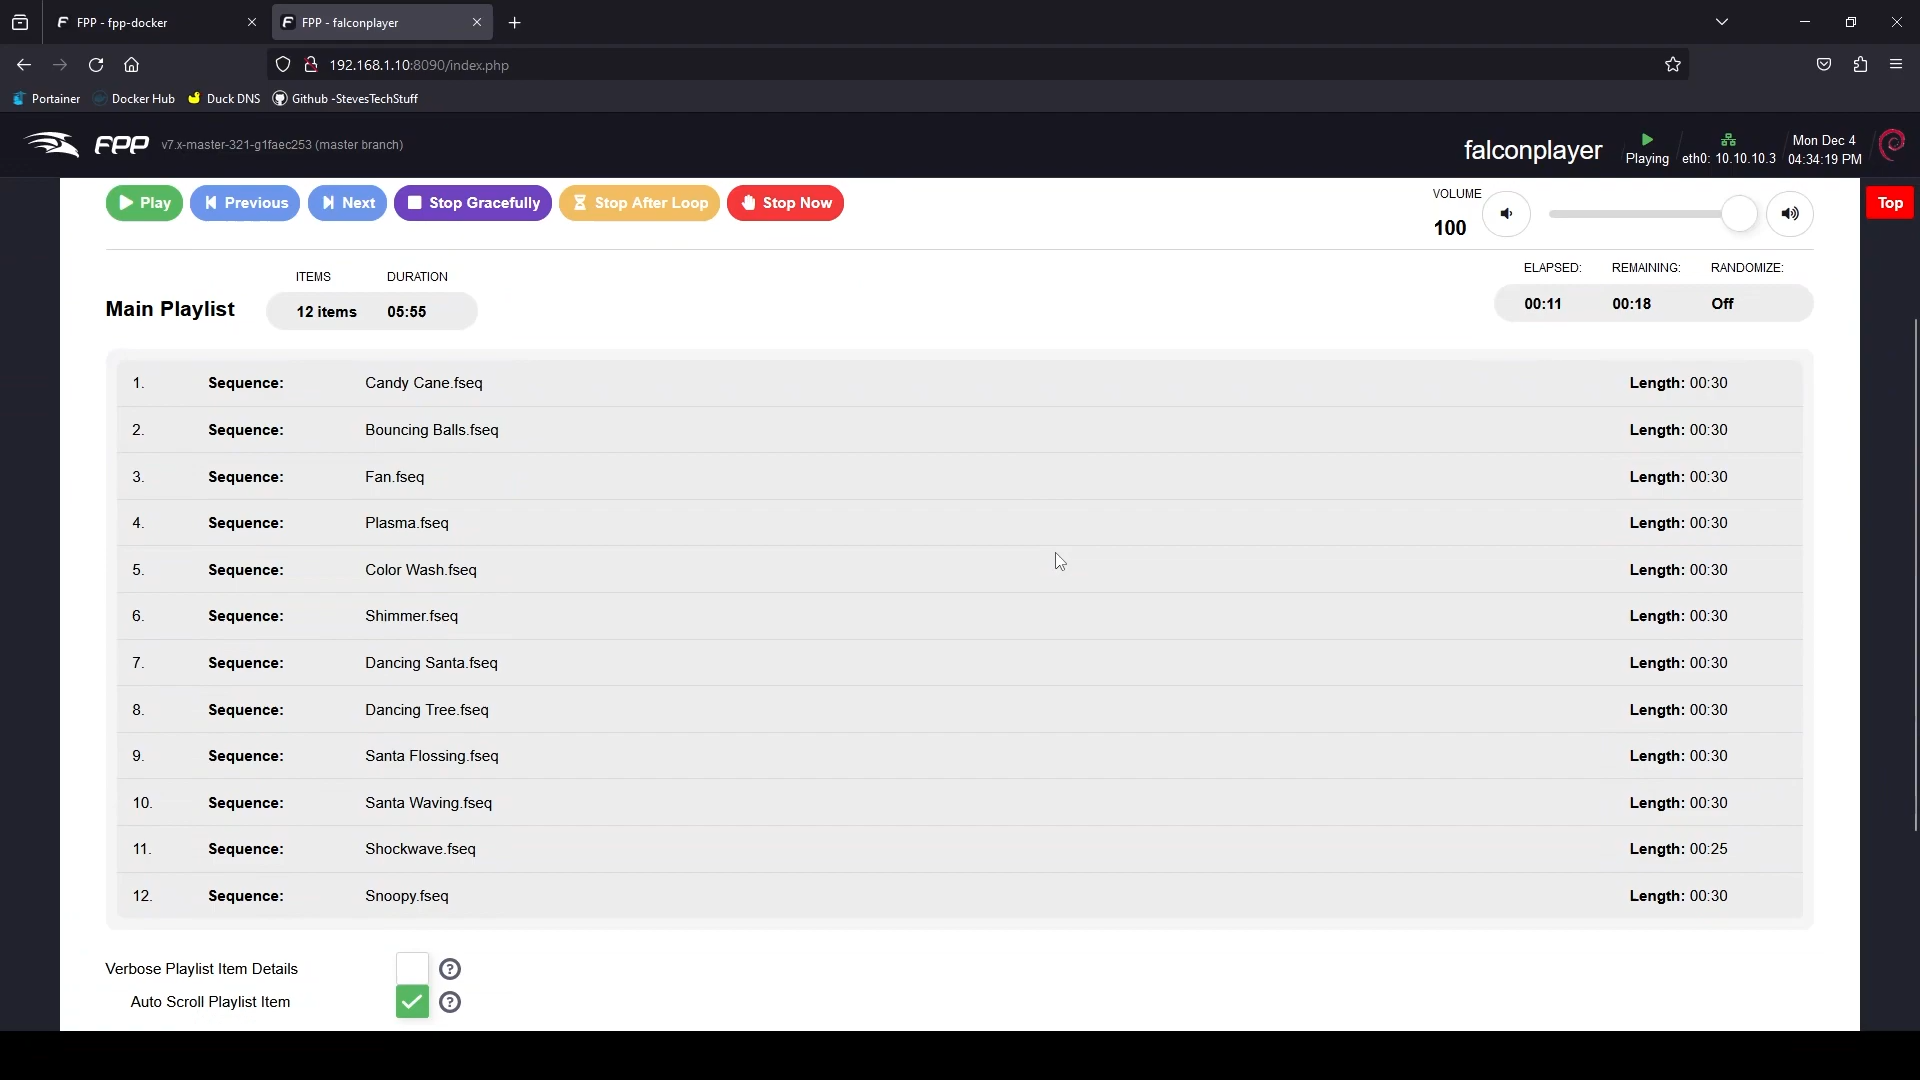 FPP - fpp-docker
FPP - falconplayer
192.168.1.10:8090/index.php
Portainer
Docker Hub
Duck DNS
Github -StevesTechStuff
FPP
v7.x-master-321-g1faec253 (master branch)
falconplayer
Playing
eth0: 10.10.10.3
Mon Dec 4
04:34:19 PM
Play
Previous
Next
Stop Gracefully
Stop After Loop
Stop Now
VOLUME
100
Top
Main Playlist
ITEMS DURATION
12 items 05:55
ELAPSED: REMAINING: RANDOMIZE:
00:11 00:18 Off
1. Sequence: Candy Cane.fseq Length: 00:30
2. Sequence: Bouncing Balls.fseq Length: 00:30
3. Sequence: Fan.fseq Length: 00:30
4. Sequence: Plasma.fseq Length: 00:30
5. Sequence: Color Wash.fseq Length: 00:30
6. Sequence: Shimmer.fseq Length: 00:30
7. Sequence: Dancing Santa.fseq Length: 00:30
8. Sequence: Dancing Tree.fseq Length: 00:30
9. Sequence: Santa Flossing.fseq Length: 00:30
10. Sequence: Santa Waving.fseq Length: 00:30
11. Sequence: Shockwave.fseq Length: 00:25
12. Sequence: Snoopy.fseq Length: 00:30
Verbose Playlist Item Details
Auto Scroll Playlist Item